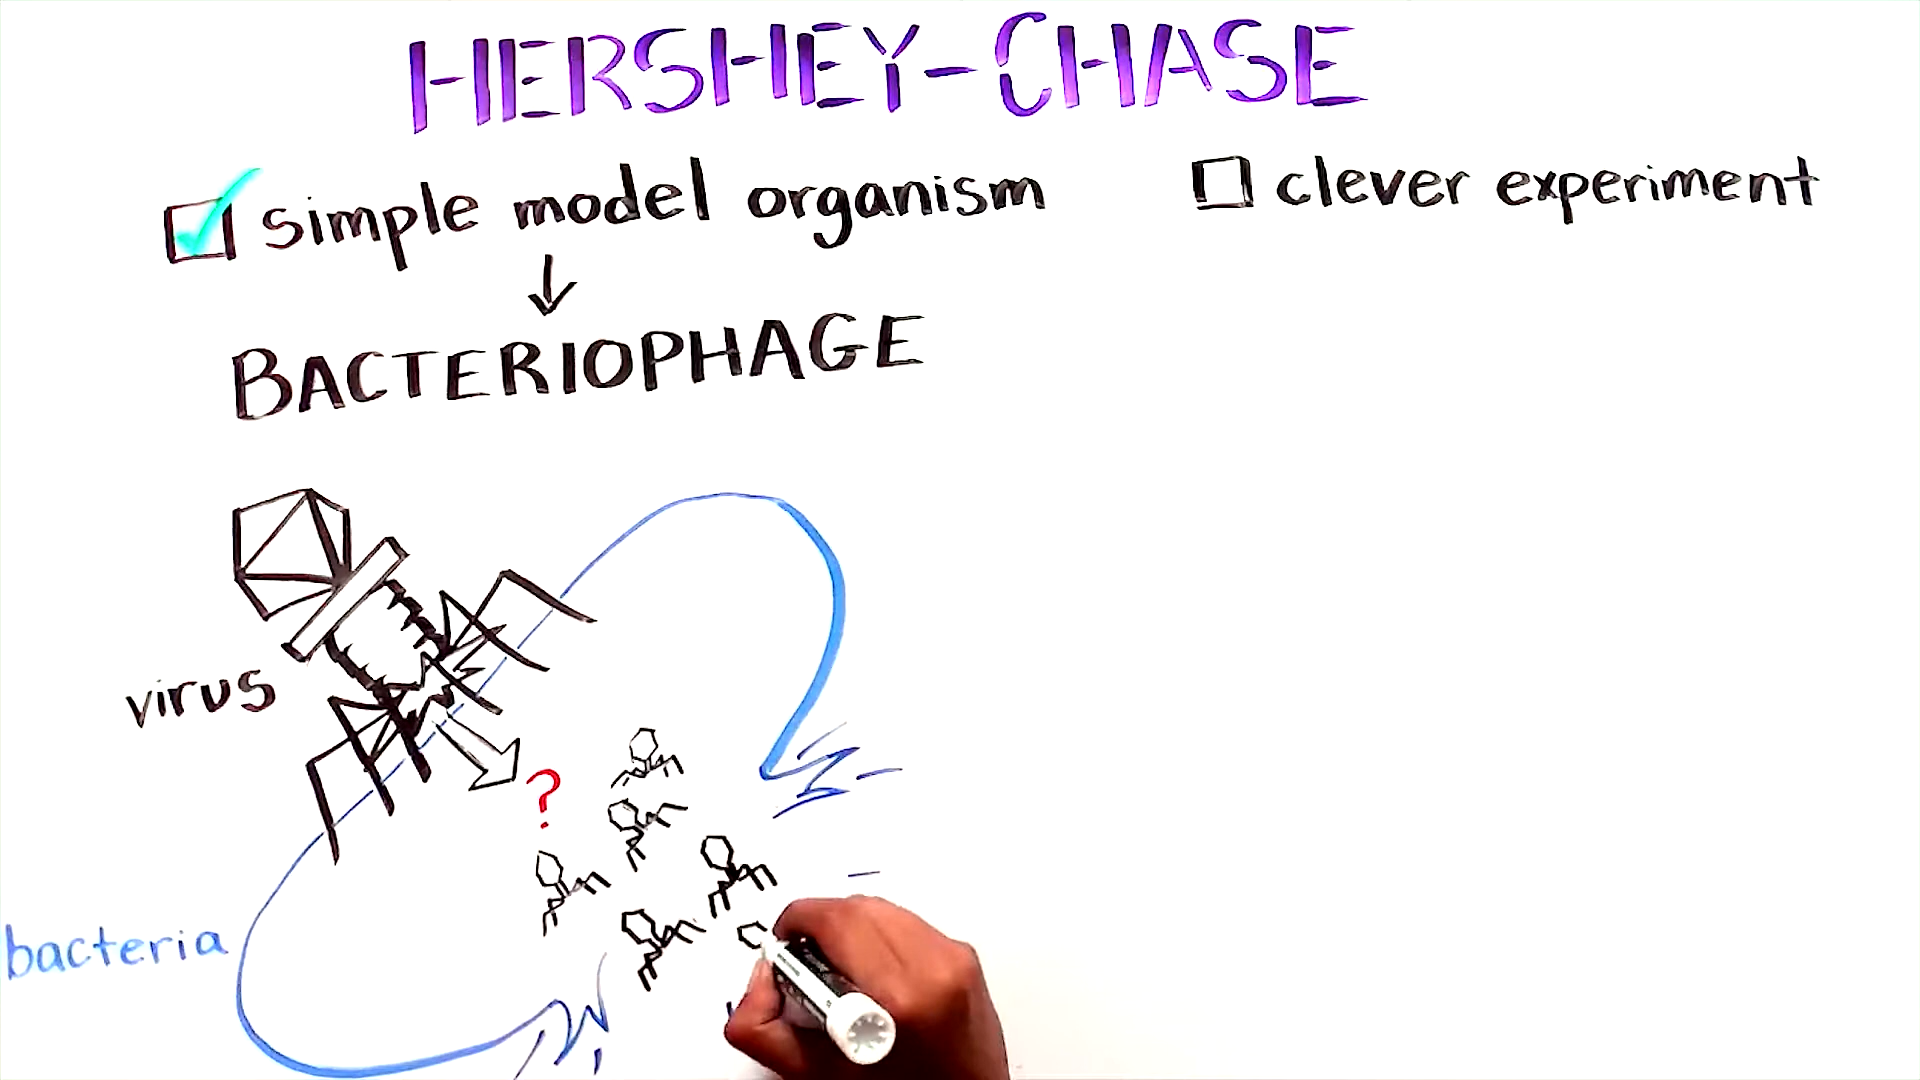 HERSHEY-CHASE
simple model organism
clever experiment
↓
BACTERIOPHAGE
virus
?
bacteria